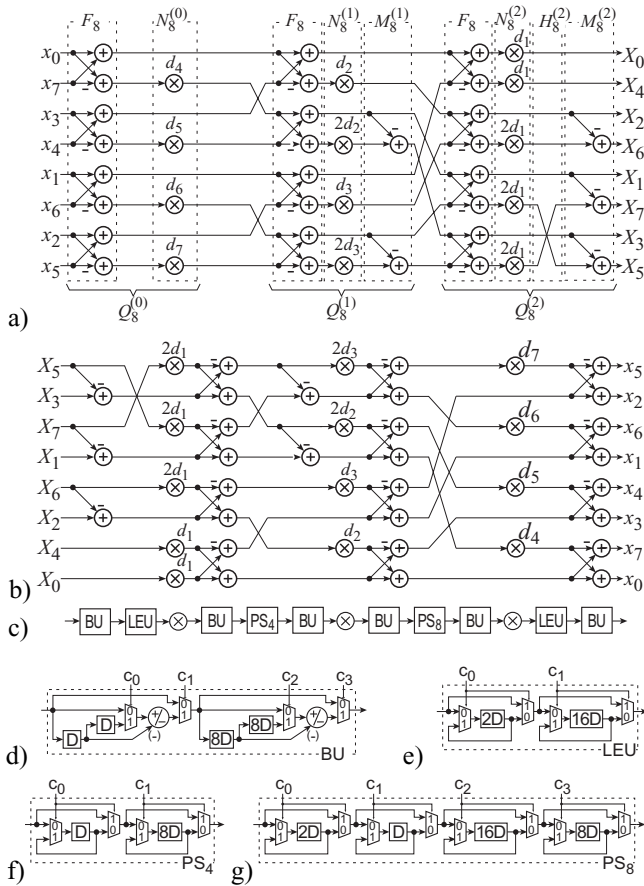 F₈ N₈⁽⁰⁾ F₈ N₈⁽¹⁾ M₈⁽¹⁾ F₈ N₈⁽²⁾ H₈⁽²⁾ M₈⁽²⁾
x₀ d₁ X₀
x₇ d₄ d₂ d₁ X₄
x₃ X₂
x₄ d₅ 2d₂ 2d₁ X₆
x₁ X₁
x₆ d₆ d₃ 2d₁ X₇
x₂ X₃
x₅ d₇ 2d₃ 2d₁ X₅
a) Q₈⁽⁰⁾ Q₈⁽¹⁾ Q₈⁽²⁾
X₅ 2d₁ 2d₃ d₇ x₅
X₃ x₂
X₇ 2d₁ 2d₂ d₆ x₆
X₁ x₁
X₆ 2d₁ d₃ d₅ x₄
X₂ x₃
X₄ d₁ d₂ d₄ x₇
X₀ d₁ x₀
b)
c) BU LEU BU PS₄ BU BU PS₈ BU LEU BU
c₀ c₁ c₂ c₃
0 1 D D +/- (-) 0 1 0 1 8D 8D +/- (-) 0 1
d) BU
c₀ c₁
0 1 2D 1 0 0 1 16D 1 0
e) LEU
c₀ c₁
0 1 D 1 0 0 1 8D 1 0
f) PS₄
c₀ c₁ c₂ c₃
0 1 2D 1 0 0 1 D 1 0 0 1 16D 1 0 0 1 8D 1 0
g) PS₈